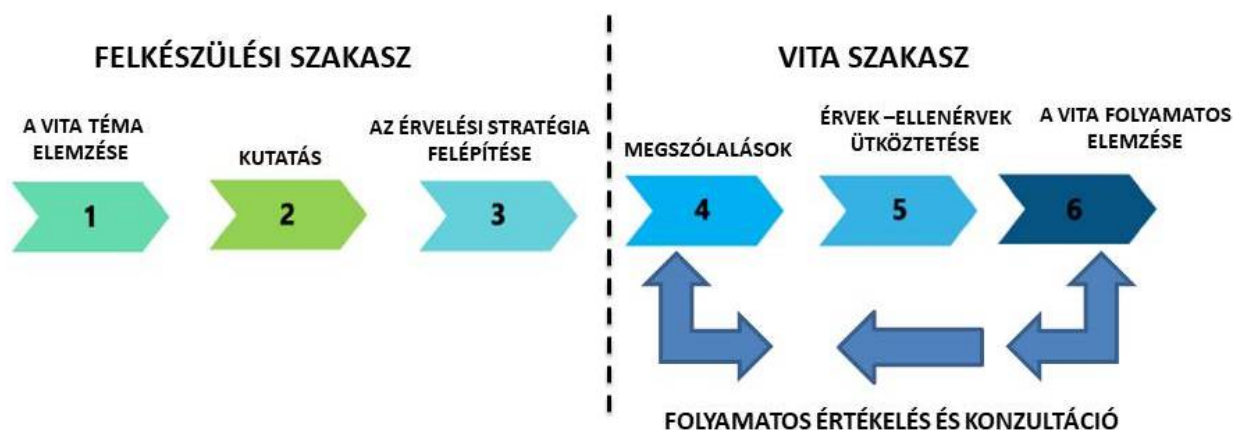 FELKÉSZÜLÉSI SZAKASZ
A VITA TÉMA
ELEMZÉSE
KUTATÁS
AZ ÉRVELÉSI STRATÉGIA
FELÉPÍTÉSE
1
2
3
VITA SZAKASZ
MEGSZÓLALÁSOK
ÉRVEK –ELLENÉRVEK
ÜTKÖZTETÉSE
A VITA FOLYAMATOS
ELEMZÉSE
4
5
6
FOLYAMATOS ÉRTÉKELÉS ÉS KONZULTÁCIÓ